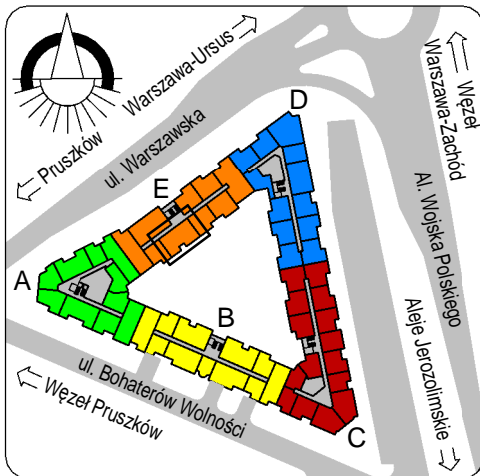 Warszawa-Ursus
Pruszków
ul. Warszawska
Węzeł
Warszawa-Zachód
D
E
Al. Wojska Polskiego
A
B
Aleje Jerozolimskie
ul. Bohaterów Wolności
Węzeł Pruszków
C